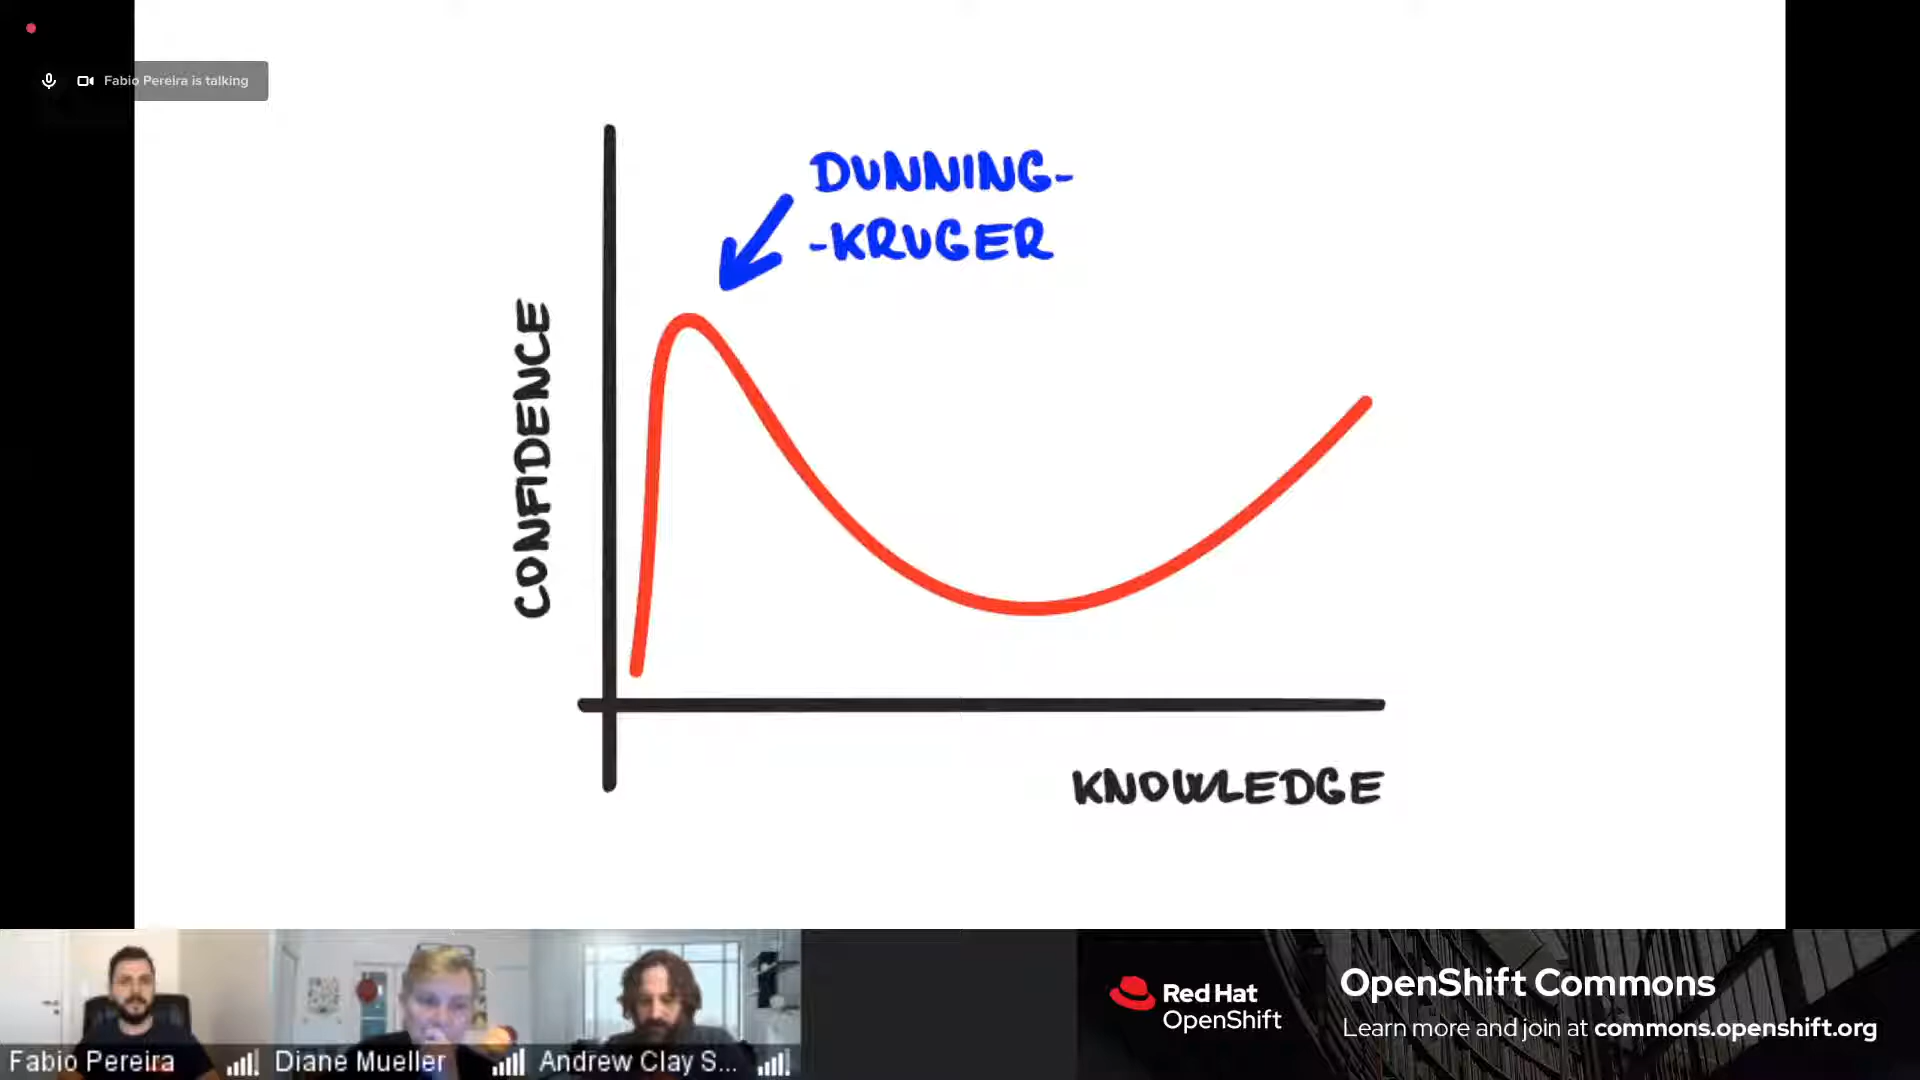 Fabio Pereira is talking
DUNNING-
-KRUGER
CONFIDENCE
KNOWLEDGE
Fabio Pereira
Diane Mueller
Andrew Clay S...
Red Hat
OpenShift
OpenShift Commons
Learn more and join at commons.openshift.org